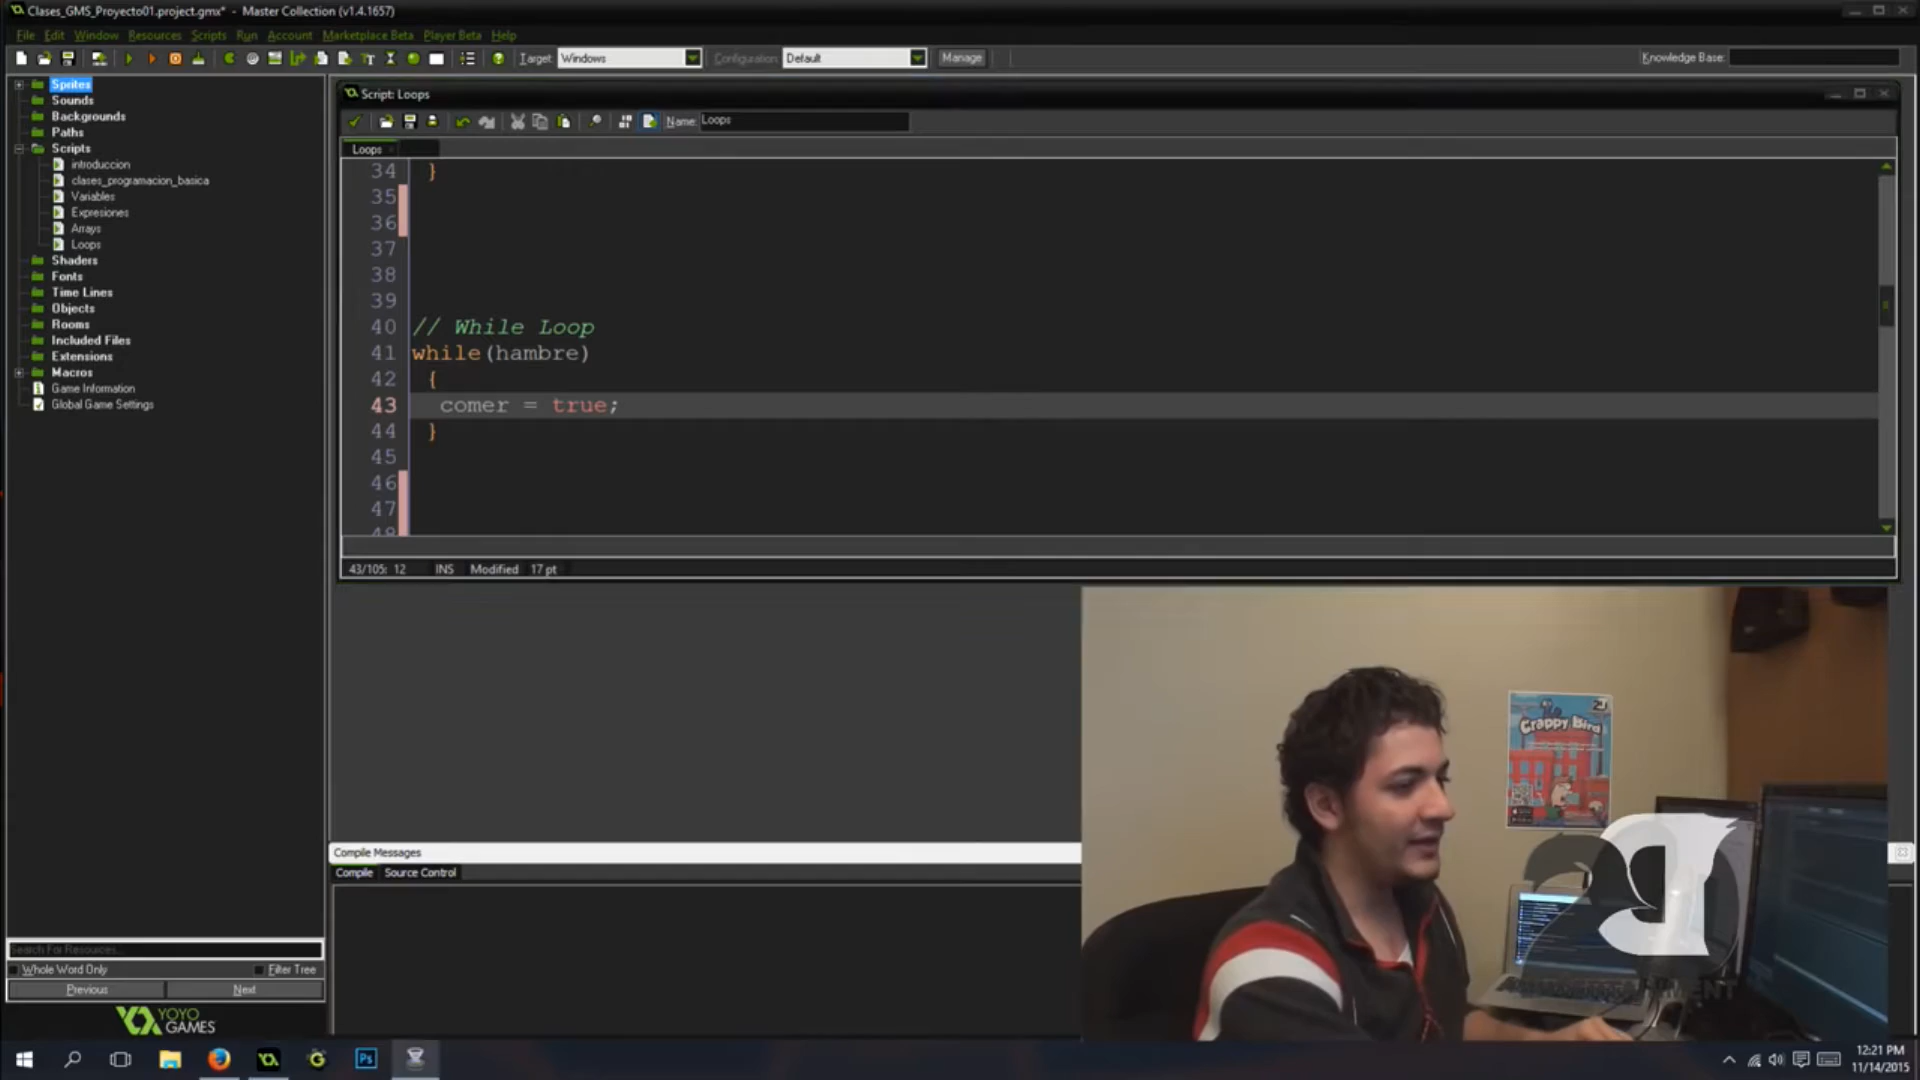 Clases_GMS_Proyecto01.project.gmx* - Master Collection (v1.4.1657)
File Edit Window Resources Scripts Run Account Marketplace Beta Player Beta Help
Target: Windows Configuration: Default Manage Knowledge Base:
Sprites
Sounds
Backgrounds
Paths
Scripts
introduccion
clases_programacion_basica
Variables
Expresiones
Arrays
Loops
Shaders
Fonts
Time Lines
Objects
Rooms
Included Files
Extensions
Macros
Game Information
Global Game Settings
Search For Resources...
Whole Word Only Filter Tree
Previous Next
YOYO
GAMES
Script: Loops
Name: Loops
Loops
34 }
35
36
37
38
39
40 // While Loop
41 while(hambre)
42 {
43 comer = true;
44 }
45
46
47
48
43/105: 12 INS Modified 17 pt
Compile Messages
Compile Source Control
Crappy Bird
12:21 PM
11/14/2015